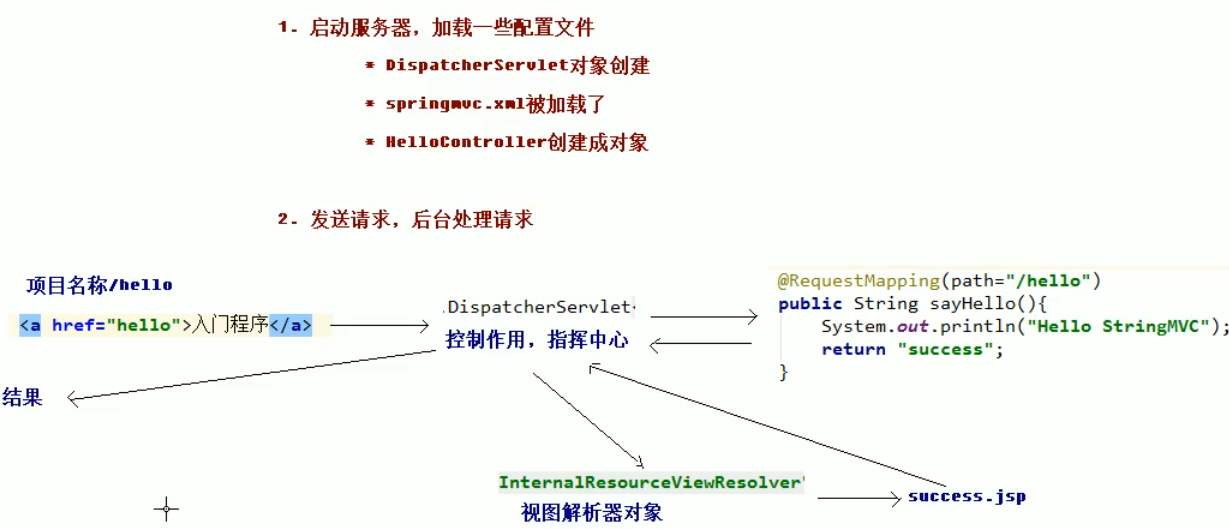 1. 启动服务器，加载一些配置文件
* DispatcherServlet对象创建
* springmvc.xml被加载了
* HelloController创建成对象
2. 发送请求，后台处理请求
项目名称/hello
<a href="hello">入门程序</a>
.DispatcherServlet
控制作用，指挥中心
@RequestMapping(path="/hello")
public String sayHello(){
System.out.println("Hello StringMVC");
return "success";
}
结果
InternalResourceViewResolver"
视图解析器对象
success.jsp